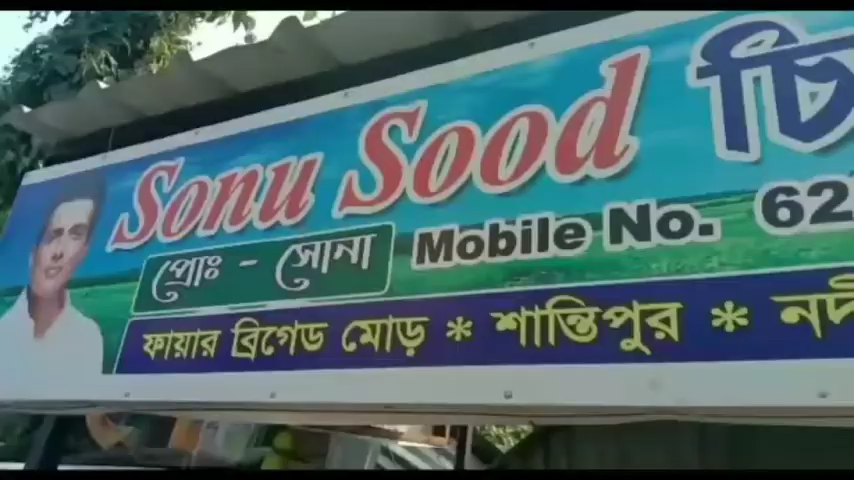 Sonu Sood
প্রোঃ - সোনা
Mobile No. 62
ফায়ার ব্রিগেড মোড় * শান্তিপুর *